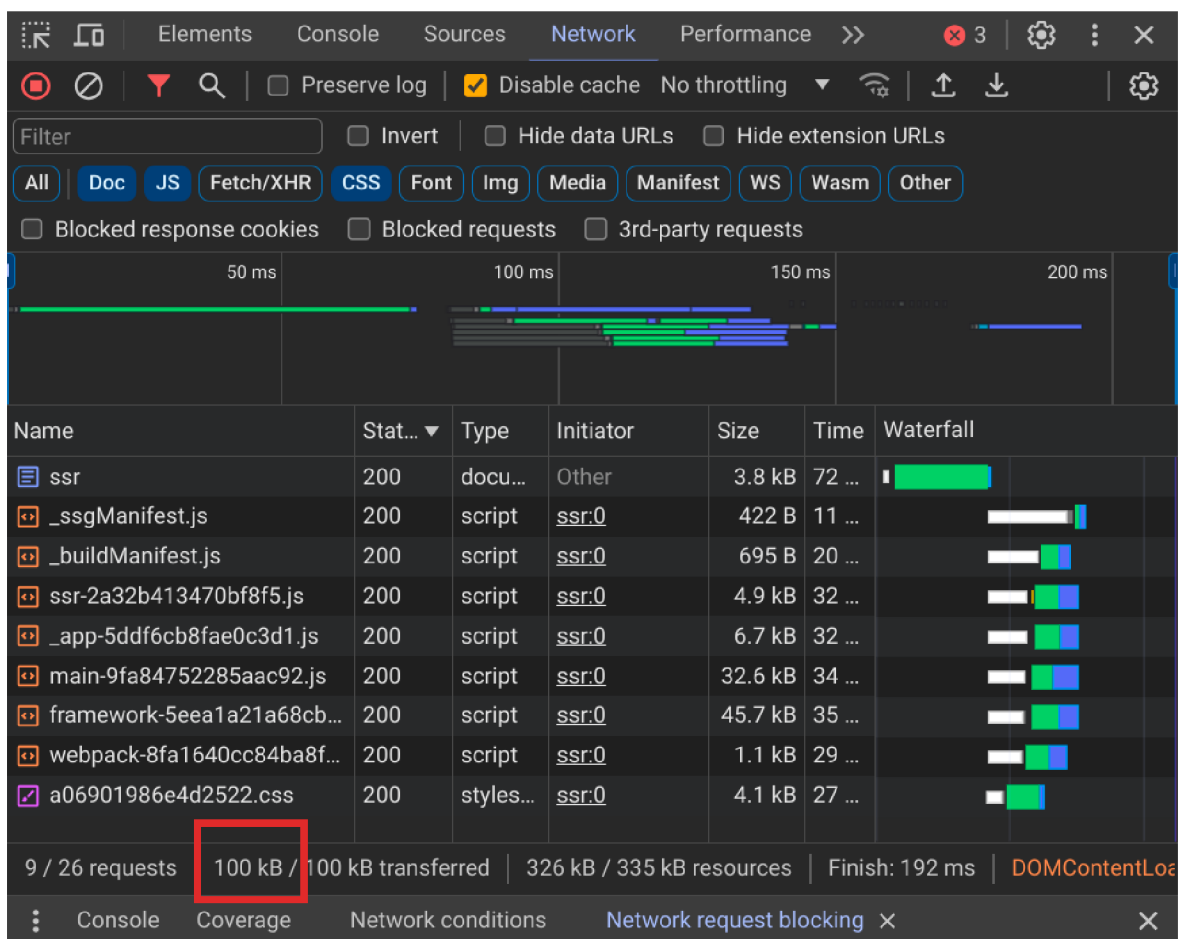 Elements Console Sources Network Performance 3
Preserve log Disable cache No throttling
Filter Invert Hide data URLs Hide extension URLs
All Doc JS Fetch/XHR CSS Font Img Media Manifest WS Wasm Other
Blocked response cookies Blocked requests 3rd-party requests
50 ms 100 ms 150 ms 200 ms
Name Stat... Type Initiator Size Time Waterfall
ssr 200 docu... Other 3.8 kB 72 ...
_ssgManifest.js 200 script ssr:0 422 B 11 ...
_buildManifest.js 200 script ssr:0 695 B 20 ...
ssr-2a32b413470bf8f5.js 200 script ssr:0 4.9 kB 32 ...
_app-5ddf6cb8fae0c3d1.js 200 script ssr:0 6.7 kB 32 ...
main-9fa84752285aac92.js 200 script ssr:0 32.6 kB 34 ...
framework-5eea1a21a68cb... 200 script ssr:0 45.7 kB 35 ...
webpack-8fa1640cc84ba8f... 200 script ssr:0 1.1 kB 29 ...
a06901986e4d2522.css 200 styles... ssr:0 4.1 kB 27 ...
9 / 26 requests 100 kB / 100 kB transferred 326 kB / 335 kB resources Finish: 192 ms DOMContentLoa
Console Coverage Network conditions Network request blocking